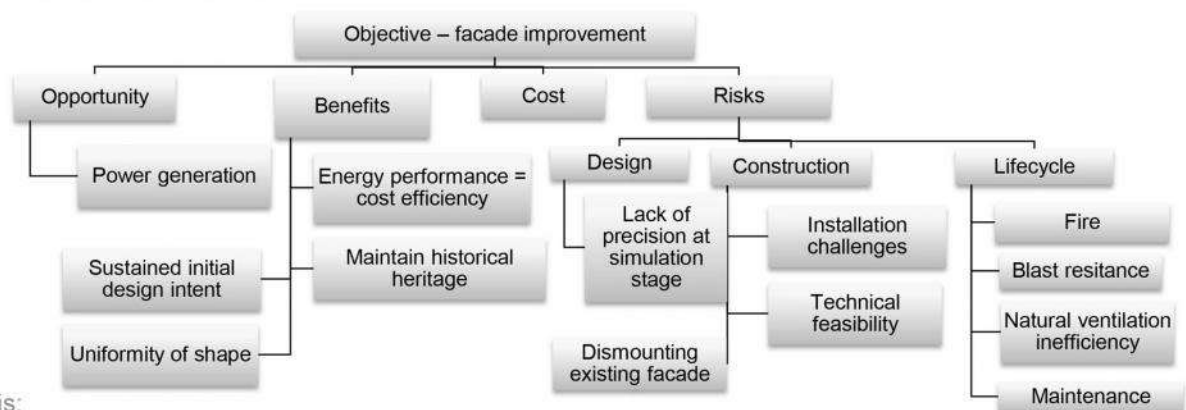 Objective – facade improvement
Opportunity
Benefits
Cost
Risks
Power generation
Energy performance =
cost efficiency
Maintain historical
heritage
Sustained initial
design intent
Uniformity of shape
Design
Construction
Lifecycle
Lack of
precision at
simulation
stage
Installation
challenges
Technical
feasibility
Dismounting
existing facade
Fire
Blast resitance
Natural ventilation
inefficiency
Maintenance
is: